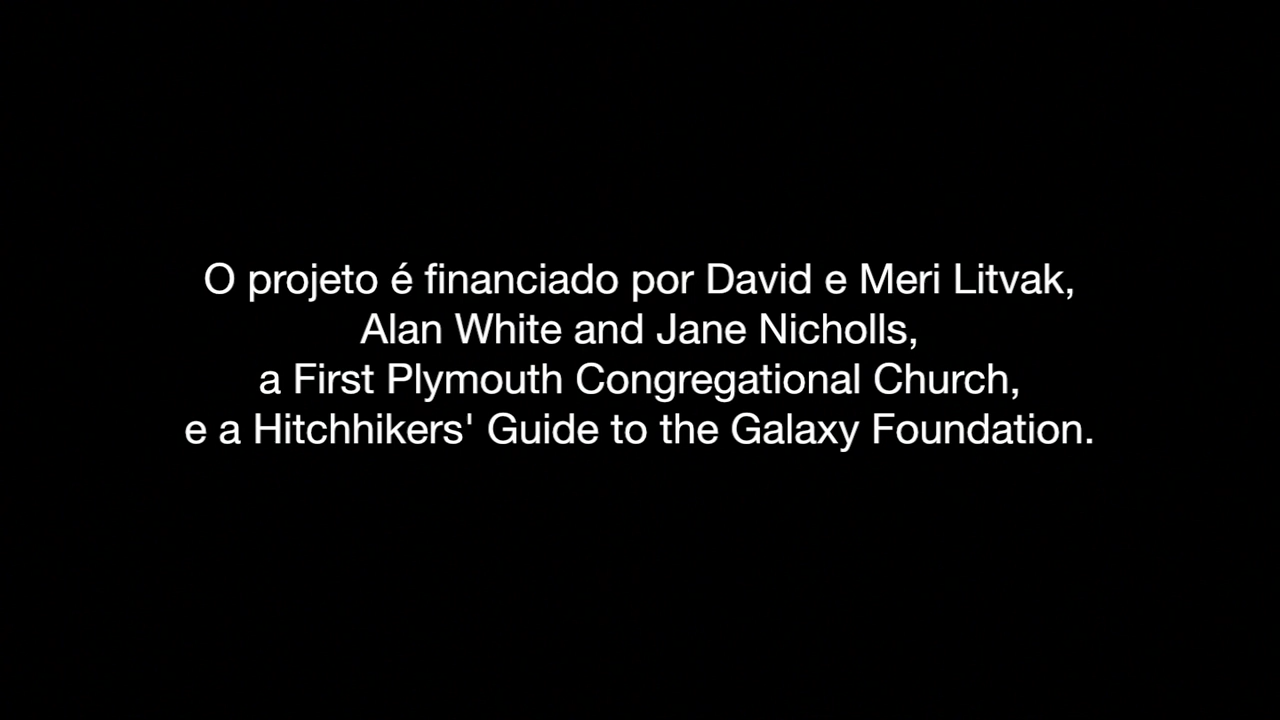 O projeto é financiado por David e Meri Litvak,
Alan White and Jane Nicholls,
a First Plymouth Congregational Church,
e a Hitchhikers' Guide to the Galaxy Foundation.